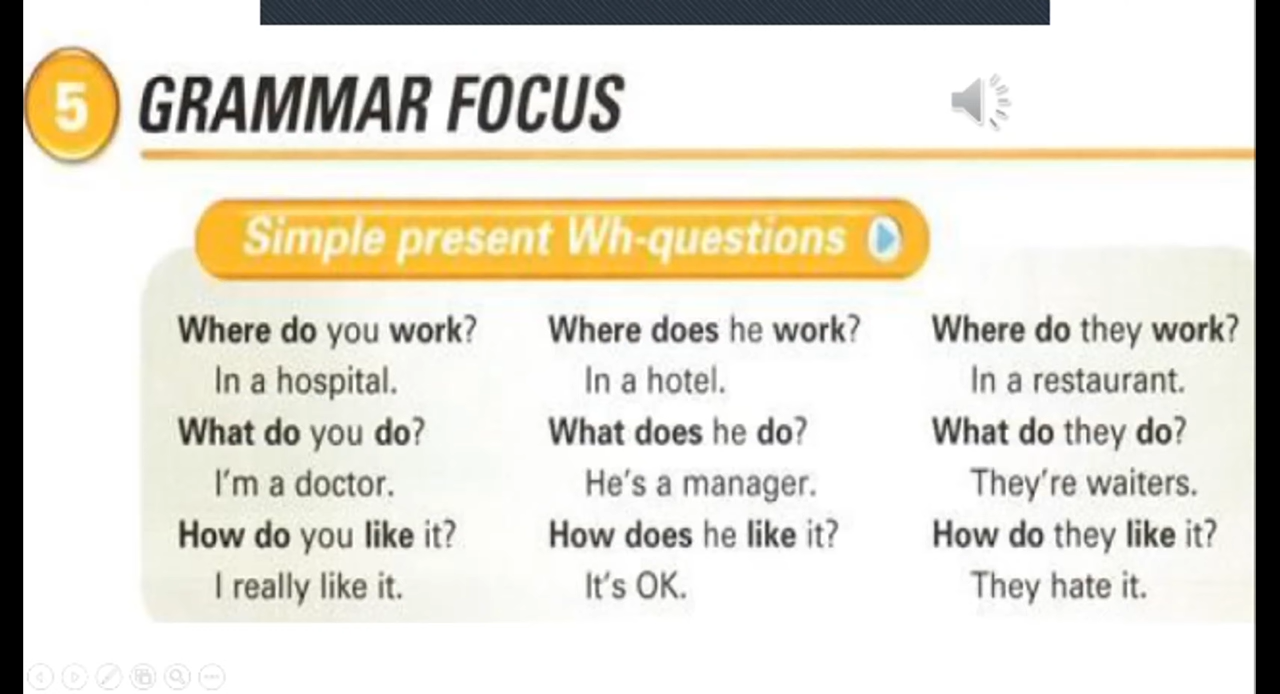 5 GRAMMAR FOCUS
Simple present Wh-questions
Where do you work?
In a hospital.
What do you do?
I'm a doctor.
How do you like it?
I really like it.
Where does he work?
In a hotel.
What does he do?
He's a manager.
How does he like it?
It's OK.
Where do they work?
In a restaurant.
What do they do?
They're waiters.
How do they like it?
They hate it.